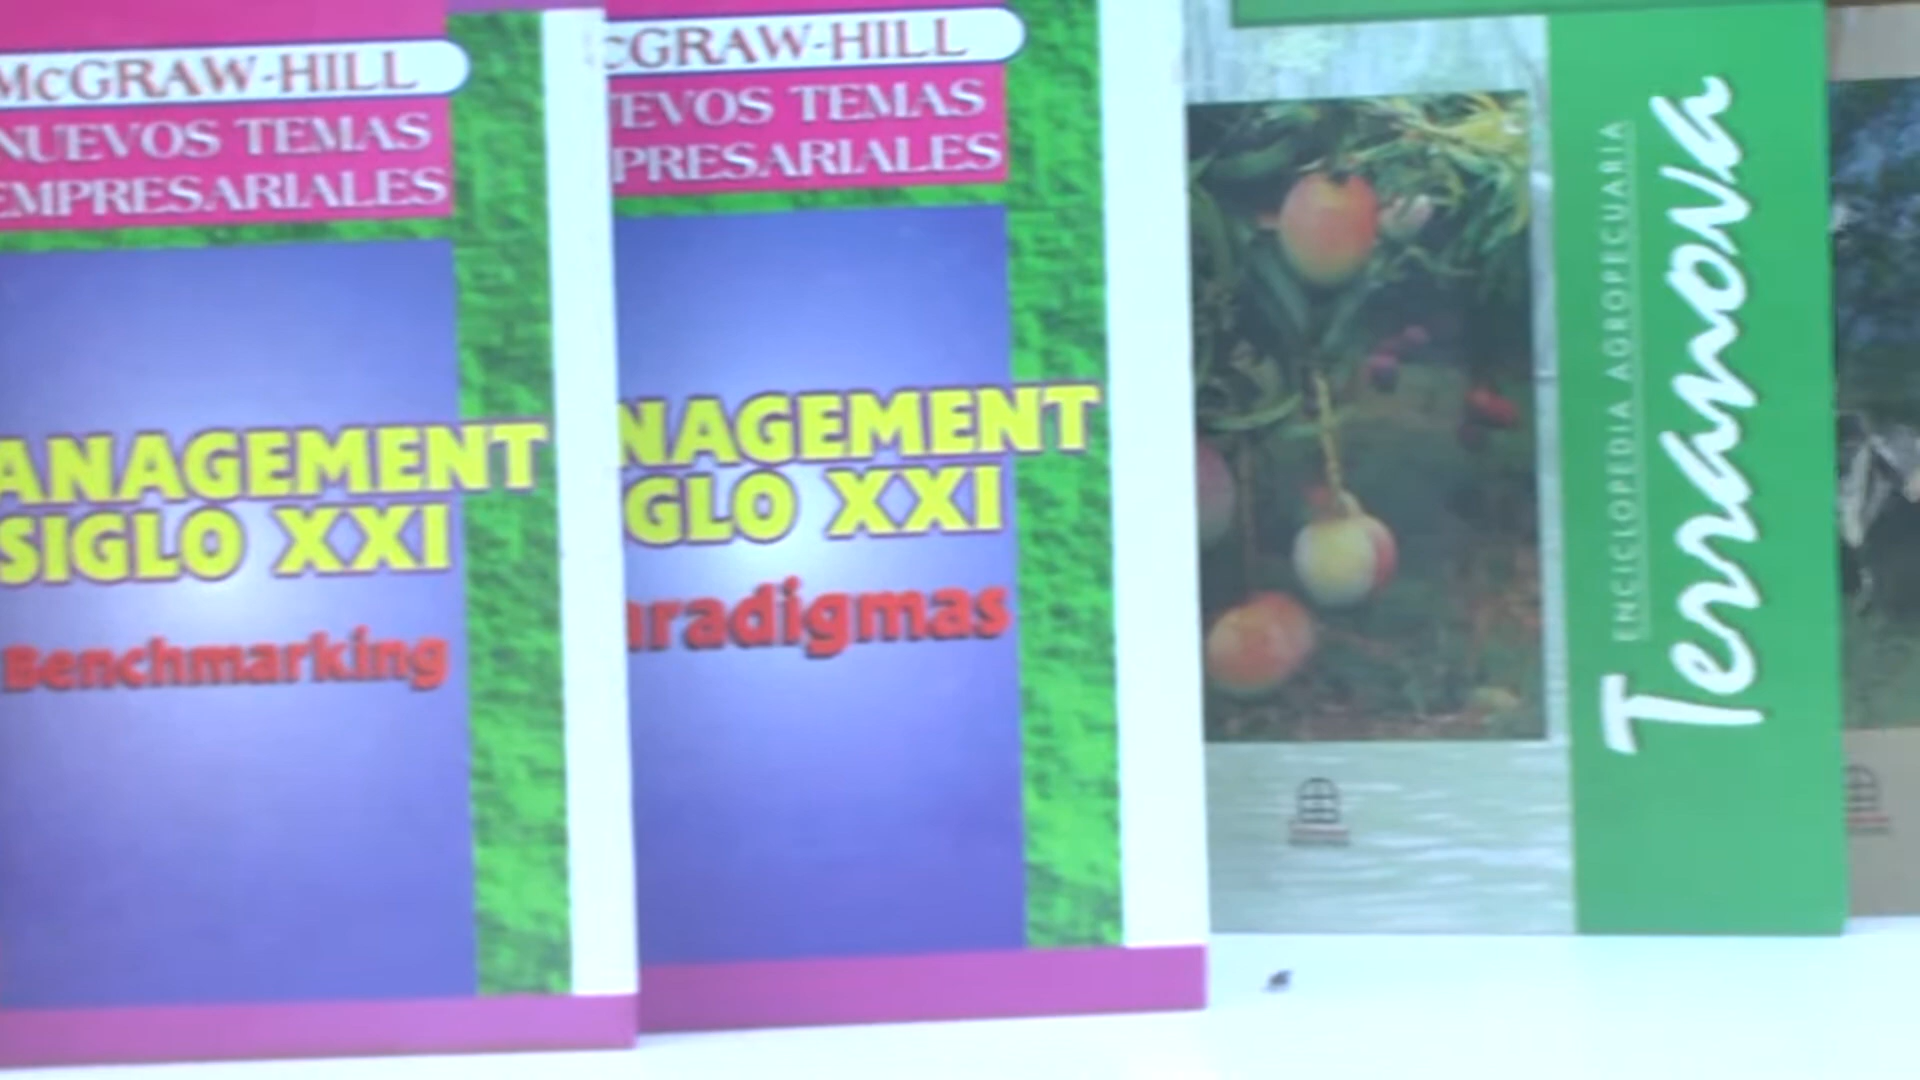 McGRAW-HILL
NUEVOS TEMAS
EMPRESARIALES
ANAGEMENT
SIGLO XXI
Benchmarking
cGRAW-HILL
EVOS TEMAS
PRESARIALES
NAGEMENT
GLO XXI
aradigmas
ENCICLOPEDIA AGROPECUARIA
Terranova